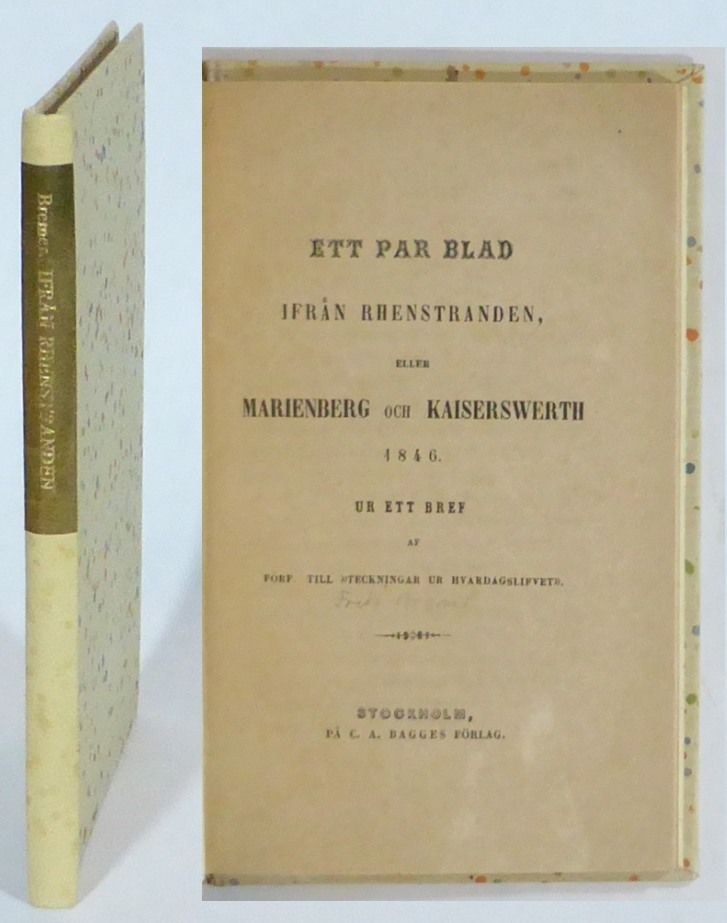 Bremer. IFRÅN RHENSTRANDEN
ETT PAR BLAD
IFRÅN RHENSTRANDEN,
ELLER
MARIENBERG OCH KAISERSWERTH
1846.
UR ETT BREF
AF
FÖRF. TILL »TECKNINGAR UR HVARDAGSLIFVET».
STOCKHOLM,
PÅ C. A. BAGGES FÖRLAG.